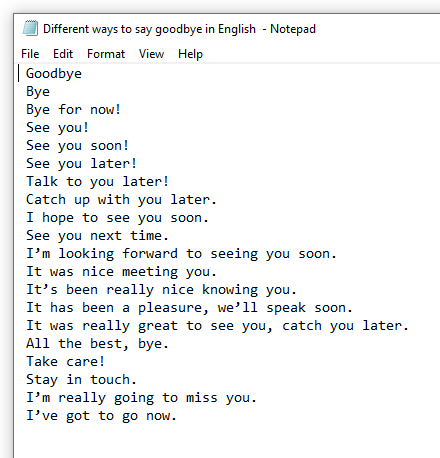 Different ways to say goodbye in English - Notepad
File Edit Format View Help
Goodbye
Bye
Bye for now!
See you!
See you soon!
See you later!
Talk to you later!
Catch up with you later.
I hope to see you soon.
See you next time.
I’m looking forward to seeing you soon.
It was nice meeting you.
It’s been really nice knowing you.
It has been a pleasure, we’ll speak soon.
It was really great to see you, catch you later.
All the best, bye.
Take care!
Stay in touch.
I’m really going to miss you.
I’ve got to go now.